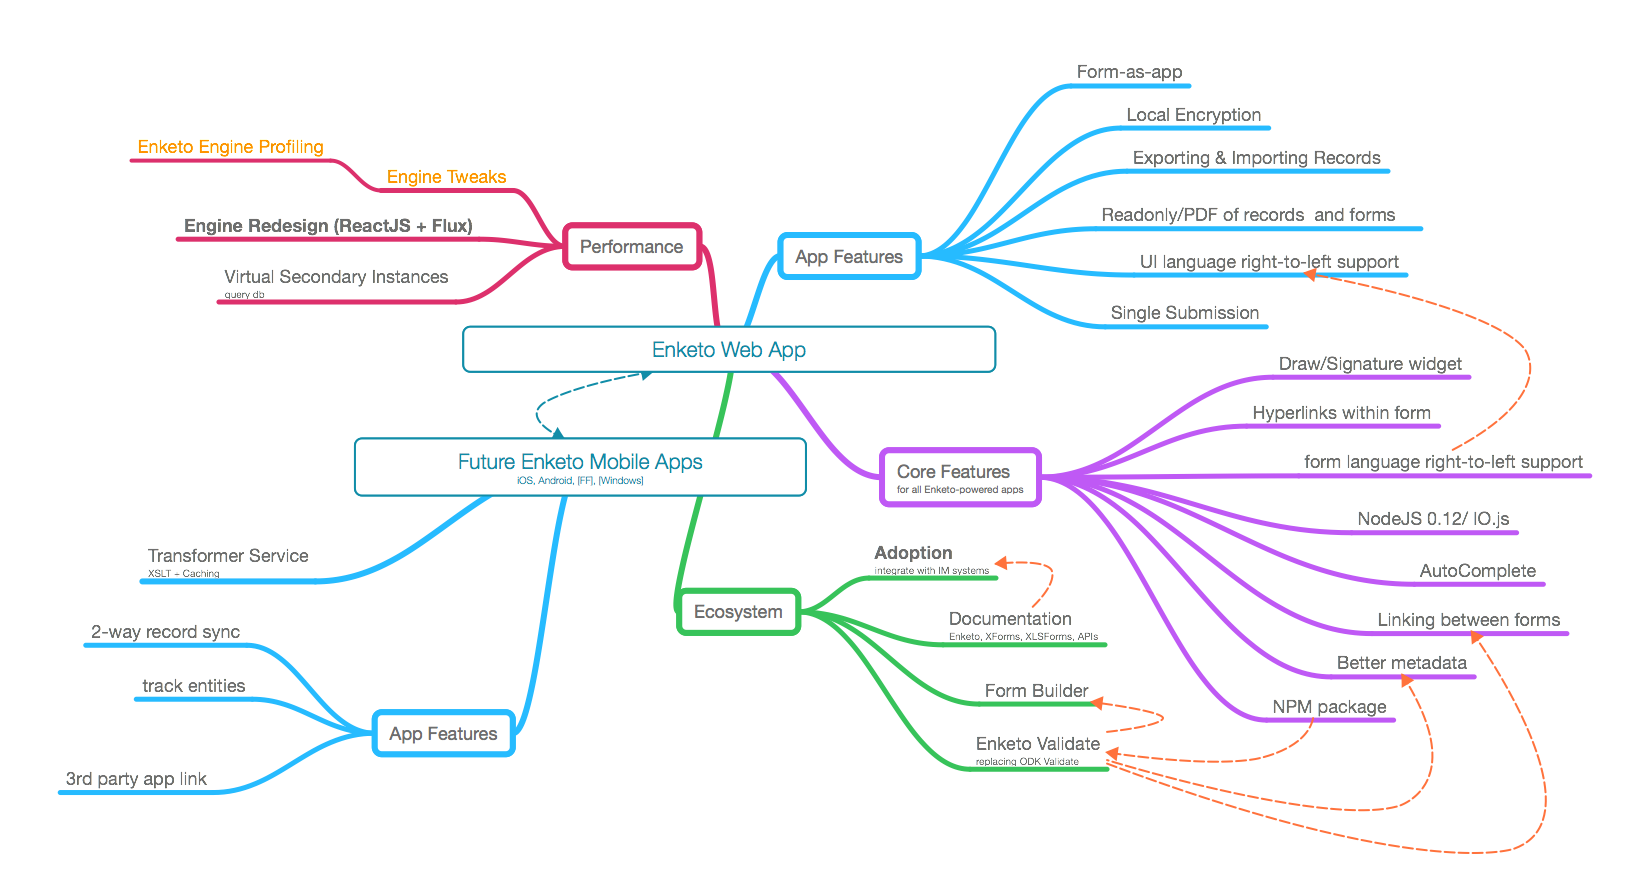 Form-as-app
Local Encryption
Exporting & Importing Records
Readonly/PDF of records and forms
UI language right-to-left support
Single Submission
App Features
Enketo Engine Profiling
Engine Tweaks
Engine Redesign (ReactJS + Flux)
Virtual Secondary Instances
query db
Performance
Enketo Web App
Future Enketo Mobile Apps
iOS, Android, [FF], [Windows]
Draw/Signature widget
Hyperlinks within form
form language right-to-left support
NodeJS 0.12/ IO.js
AutoComplete
Linking between forms
Better metadata
NPM package
Core Features
for all Enketo-powered apps
Transformer Service
XSLT + Caching
2-way record sync
track entities
3rd party app link
App Features
Ecosystem
Adoption
integrate with IM systems
Documentation
Enketo, XForms, XLSForms, APIs
Form Builder
Enketo Validate
replacing ODK Validate